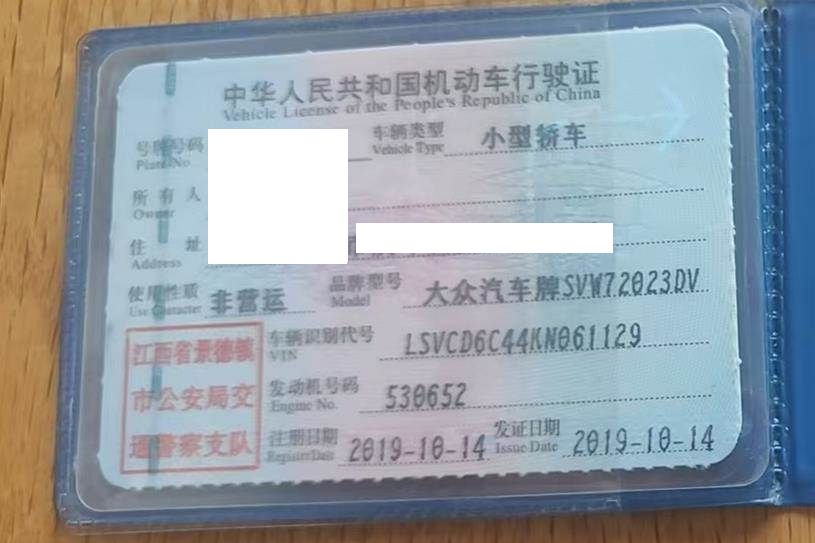 中华人民共和国机动车行驶证
Vehicle License of the People's Republic of China
号牌号码 车辆类型 小型轿车
Plate No. Vehicle Type
所有人
Owner
住址
Address
使用性质 非营运 品牌型号 大众汽车牌SVW72023DV
Use Character Model
江西省景德镇
市公安局交
通警察支队
车辆识别代号 LSVCD6C44KN061129
VIN
发动机号码 530652
Engine No.
注册日期 2019-10-14 发证日期 2019-10-14
Register Date Issue Date